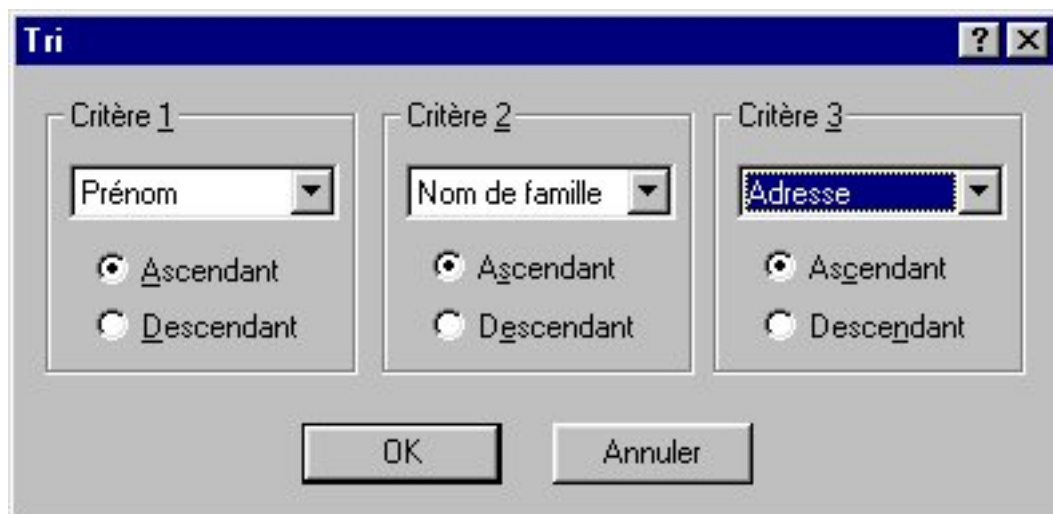 Tri
Critère 1
Critère 2
Critère 3
Prénom
Nom de famille
Adresse
Ascendant
Ascendant
Ascendant
Descendant
Descendant
Descendant
OK
Annuler